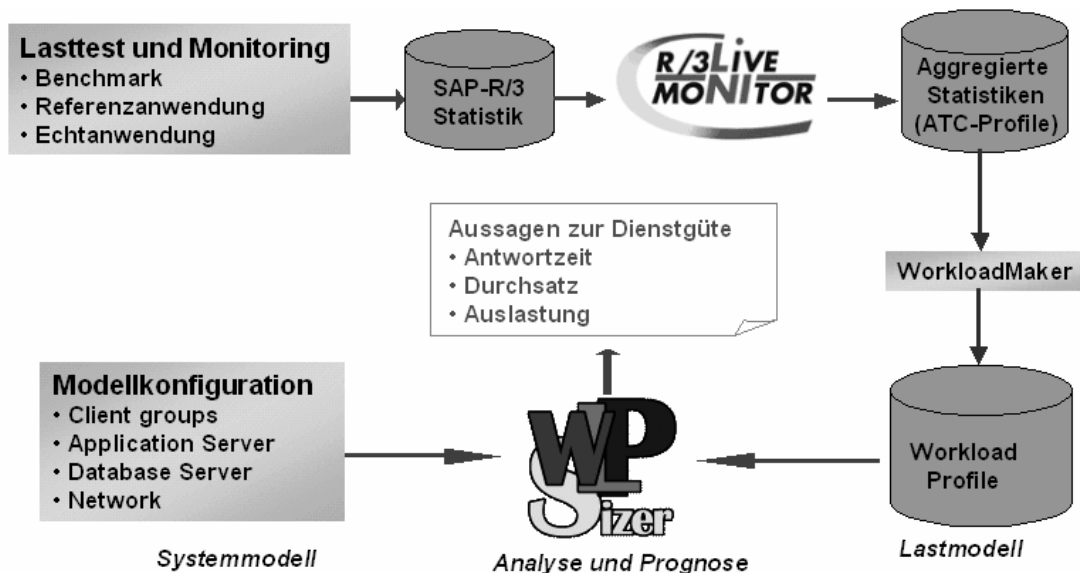 Lasttest und Monitoring
• Benchmark
• Referenzanwendung
• Echtanwendung
SAP-R/3
Statistik
R/3LiVE
MONITOR
Aggregierte
Statistiken
(ATC-Profile)
Aussagen zur Dienstgüte
• Antwortzeit
• Durchsatz
• Auslastung
WorkloadMaker
Modellkonfiguration
• Client groups
• Application Server
• Database Server
• Network
WLP
Sizer
Workload
Profile
Systemmodell
Analyse und Prognose
Lastmodell